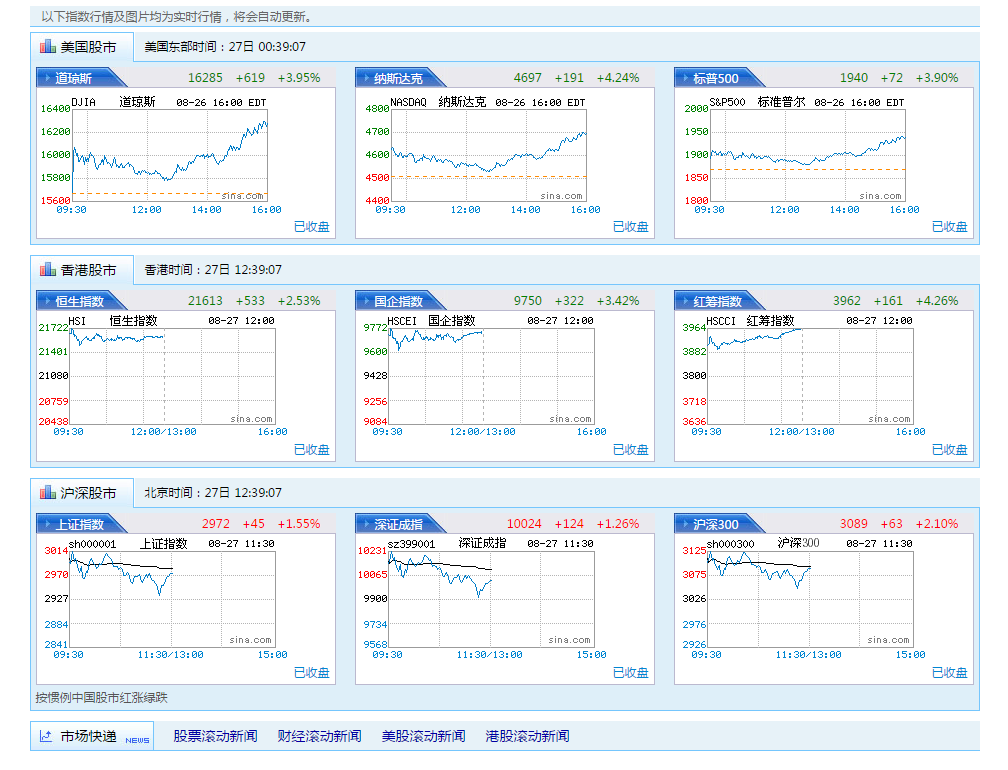 以下指数行情及图片均为实时行情，将会自动更新。
美国股市 美国东部时间：27日 00:39:07
道琼斯 16285 +619 +3.95%
DJIA 道琼斯 08-26 16:00 EDT
16400
16200
16000
15800
15600
sina.com
09:30 12:00 14:00 16:00
已收盘
纳斯达克 4697 +191 +4.24%
NASDAQ 纳斯达克 08-26 16:00 EDT
4800
4700
4600
4500
4400
sina.com
09:30 12:00 14:00 16:00
已收盘
标普500 1940 +72 +3.90%
S&P500 标准普尔 08-26 16:00 EDT
2000
1950
1900
1850
1800
sina.com
09:30 12:00 14:00 16:00
已收盘
香港股市 香港时间：27日 12:39:07
恒生指数 21613 +533 +2.53%
HSI 恒生指数 08-27 12:00
21722
21401
21080
20759
20438
sina.com
09:30 12:00/13:00 16:00
已收盘
国企指数 9750 +322 +3.42%
HSCEI 国企指数 08-27 12:00
9772
9600
9428
9256
9084
sina.com
09:30 12:00/13:00 16:00
已收盘
红筹指数 3962 +161 +4.26%
HSCCI 红筹指数 08-27 12:00
3964
3882
3800
3718
3636
sina.com
09:30 12:00/13:00 16:00
已收盘
沪深股市 北京时间：27日 12:39:07
上证指数 2972 +45 +1.55%
sh000001 上证指数 08-27 11:30
3014
2970
2927
2884
2841
sina.com
09:30 11:30/13:00 15:00
已收盘
深证成指 10024 +124 +1.26%
sz399001 深证成指 08-27 11:30
10231
10065
9900
9734
9568
sina.com
09:30 11:30/13:00 15:00
已收盘
沪深300 3089 +63 +2.10%
sh000300 沪深300 08-27 11:30
3125
3075
3026
2976
2926
sina.com
09:30 11:30/13:00 15:00
已收盘
按惯例中国股市红涨绿跌
市场快递 NEWS 股票滚动新闻 财经滚动新闻 美股滚动新闻 港股滚动新闻